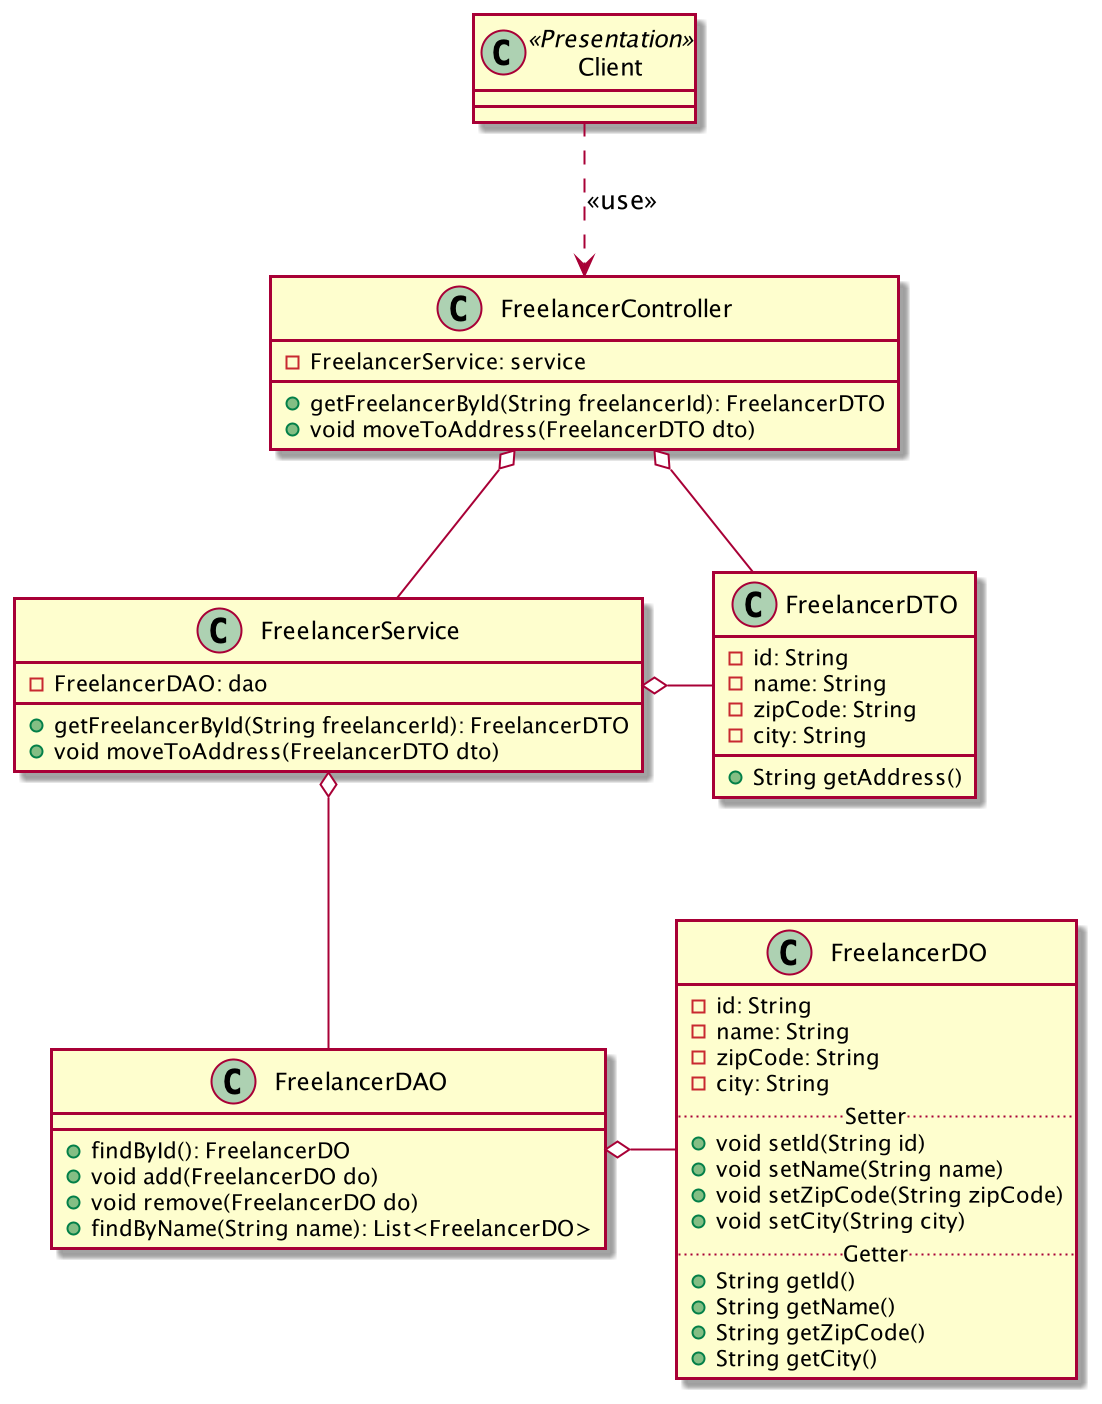 C
«Presentation»
Client
«use»
C
FreelancerController
FreelancerService: service
getFreelancerById(String freelancerId): FreelancerDTO
void moveToAddress(FreelancerDTO dto)
C
FreelancerService
FreelancerDAO: dao
getFreelancerById(String freelancerId): FreelancerDTO
void moveToAddress(FreelancerDTO dto)
C
FreelancerDTO
id: String
name: String
zipCode: String
city: String
String getAddress()
C
FreelancerDAO
findById(): FreelancerDO
void add(FreelancerDO do)
void remove(FreelancerDO do)
findByName(String name): List<FreelancerDO>
C
FreelancerDO
id: String
name: String
zipCode: String
city: String
Setter
void setId(String id)
void setName(String name)
void setZipCode(String zipCode)
void setCity(String city)
Getter
String getId()
String getName()
String getZipCode()
String getCity()